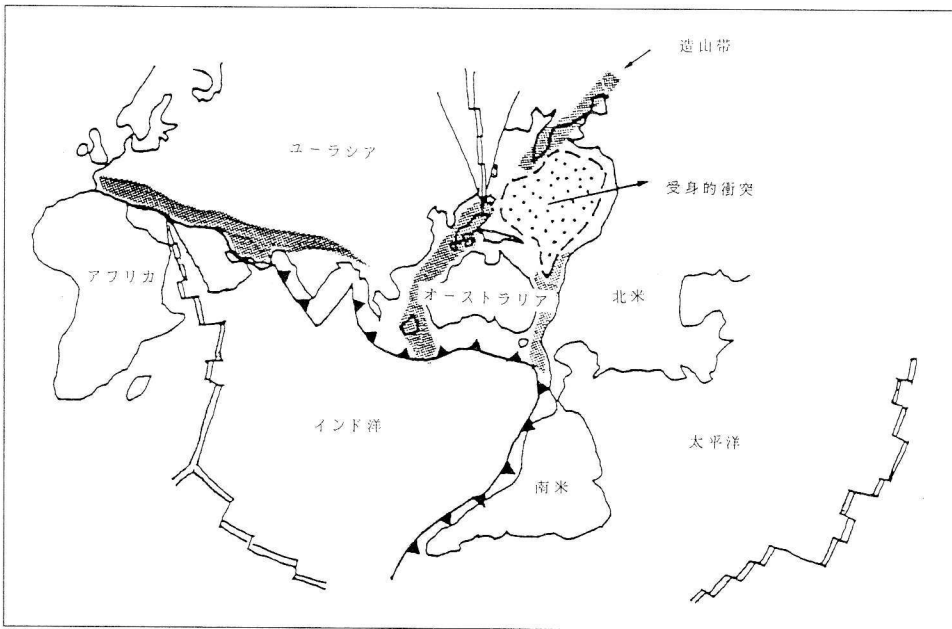 造山帯
ユーラシア
受身的衝突
アフリカ
オーストラリア
北米
インド洋
太平洋
南米